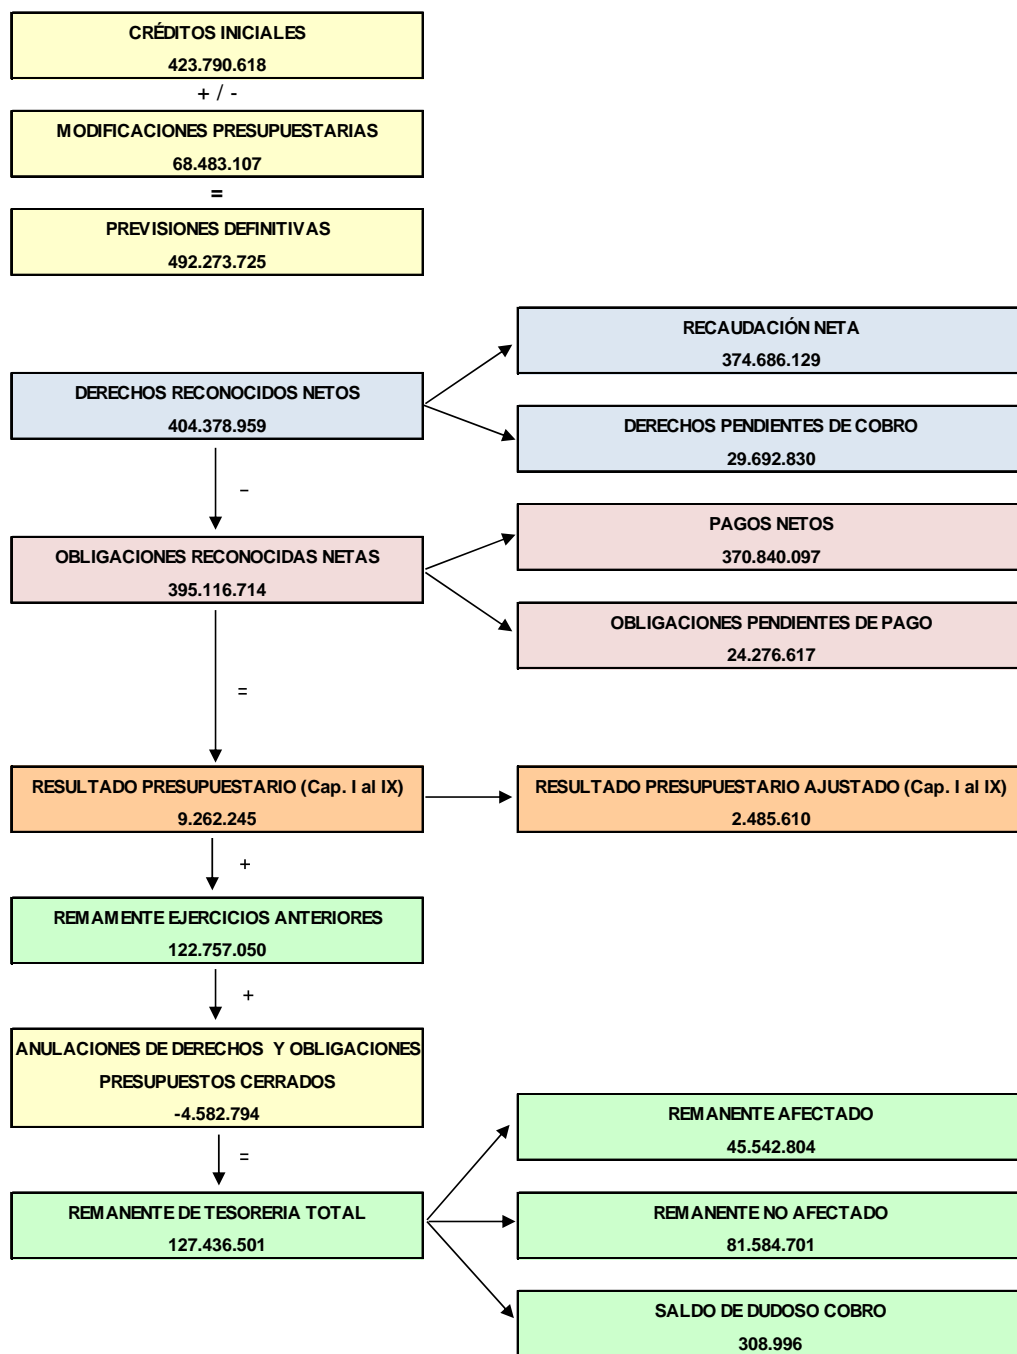 CRÉDITOS INICIALES
423.790.618
+ / -
MODIFICACIONES PRESUPUESTARIAS
68.483.107
=
PREVISIONES DEFINITIVAS
492.273.725
RECAUDACIÓN NETA
374.686.129
DERECHOS RECONOCIDOS NETOS
404.378.959
DERECHOS PENDIENTES DE COBRO
29.692.830
-
PAGOS NETOS
370.840.097
OBLIGACIONES RECONOCIDAS NETAS
395.116.714
OBLIGACIONES PENDIENTES DE PAGO
24.276.617
=
RESULTADO PRESUPUESTARIO (Cap. I al IX)
9.262.245
RESULTADO PRESUPUESTARIO AJUSTADO (Cap. I al IX)
2.485.610
+
REMAMENTE EJERCICIOS ANTERIORES
122.757.050
+
ANULACIONES DE DERECHOS Y OBLIGACIONES
PRESUPUESTOS CERRADOS
-4.582.794
=
REMANENTE AFECTADO
45.542.804
REMANENTE DE TESORERIA TOTAL
127.436.501
REMANENTE NO AFECTADO
81.584.701
SALDO DE DUDOSO COBRO
308.996